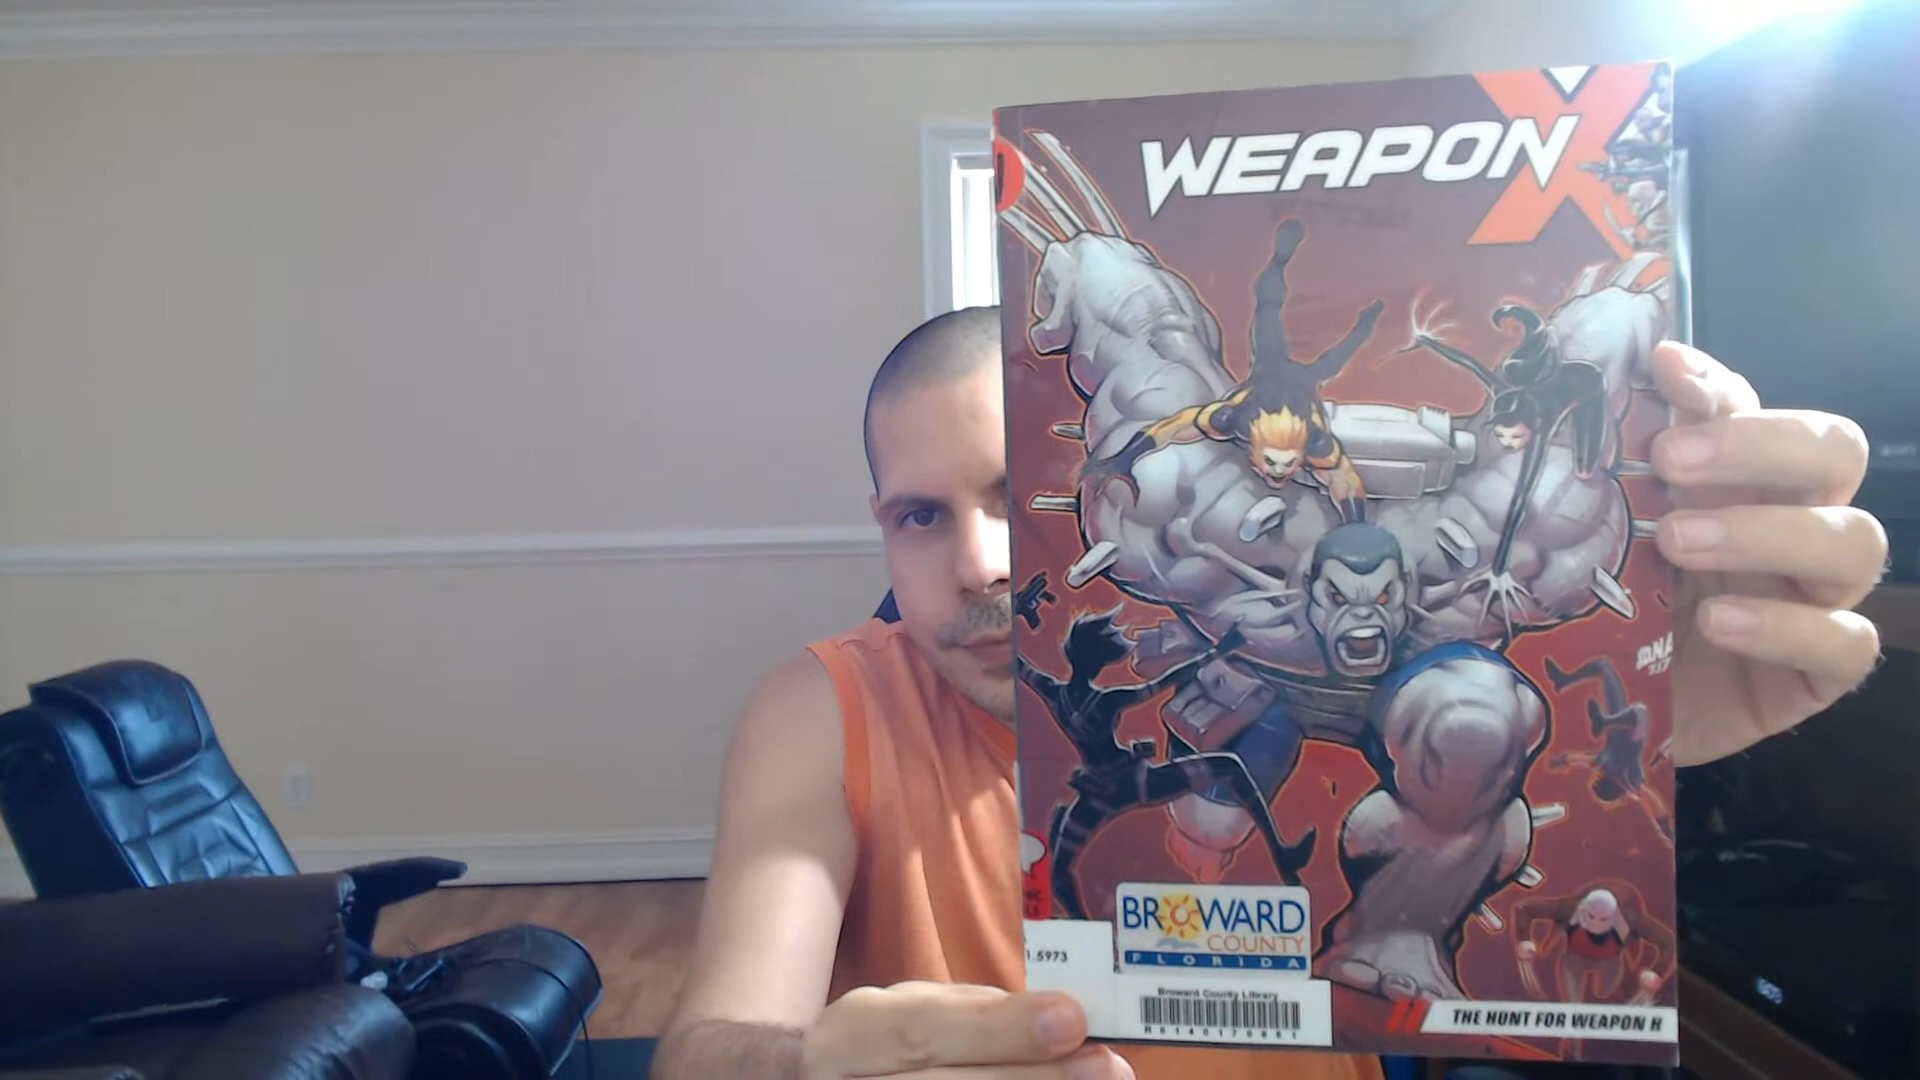 WEAPON X
BROWARD
COUNTY
FLORIDA
1.5973
Broward County Library
THE HUNT FOR WEAPON H